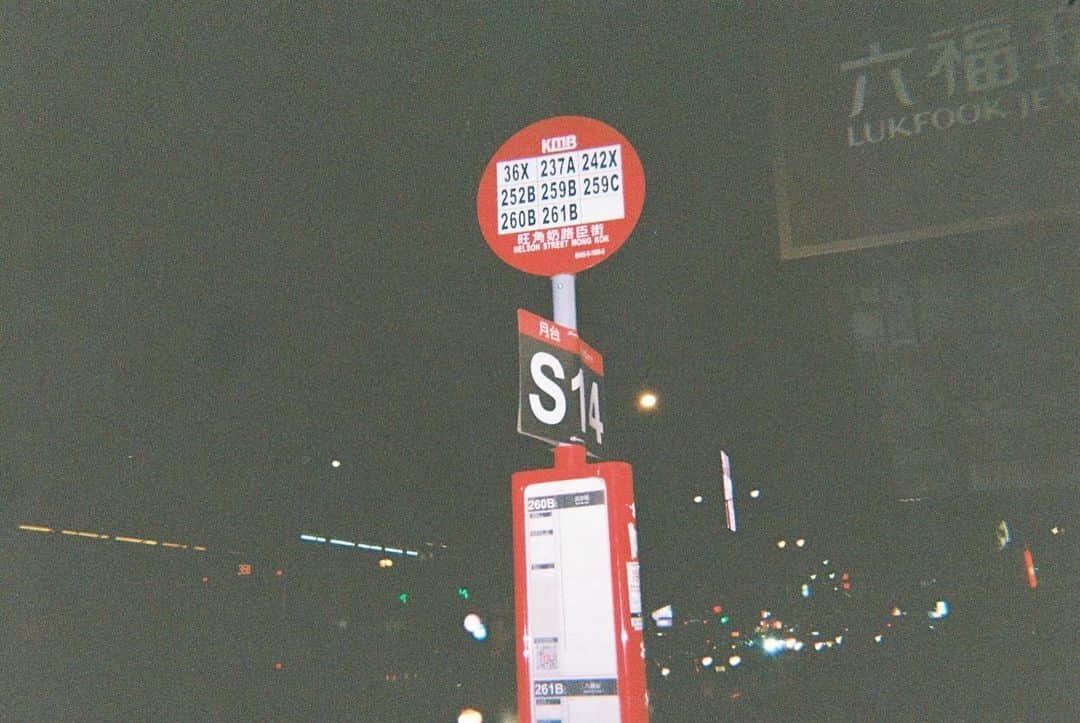 六福
LUKFOOK JEW
KMB
36X 237A 242X
252B 259B 259C
260B 261B
旺角奶路臣街
NELSON STREET MONG KOK
月台
S14
260B
261B